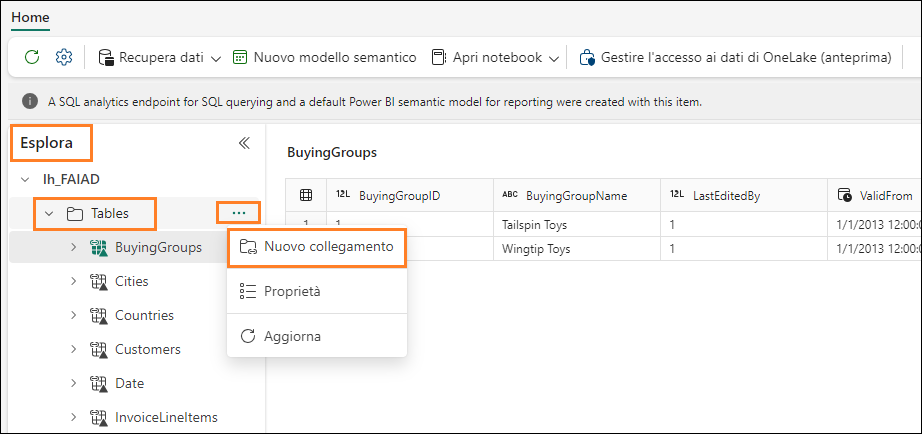 Home
Recupera dati Nuovo modello semantico Apri notebook Gestire l'accesso ai dati di OneLake (anteprima)
A SQL analytics endpoint for SQL querying and a default Power BI semantic model for reporting were created with this item.
Esplora
lh_FAIAD
Tables ...
BuyingGroups
Cities
Countries
Customers
Date
InvoiceLineItems
Nuovo collegamento
Proprietà
Aggiorna
BuyingGroups
12L BuyingGroupID ABC BuyingGroupName 12L LastEditedBy ValidFrom
1 1 Tailspin Toys 1 1/1/2013 12:00:0
Wingtip Toys 1 1/1/2013 12:00:0